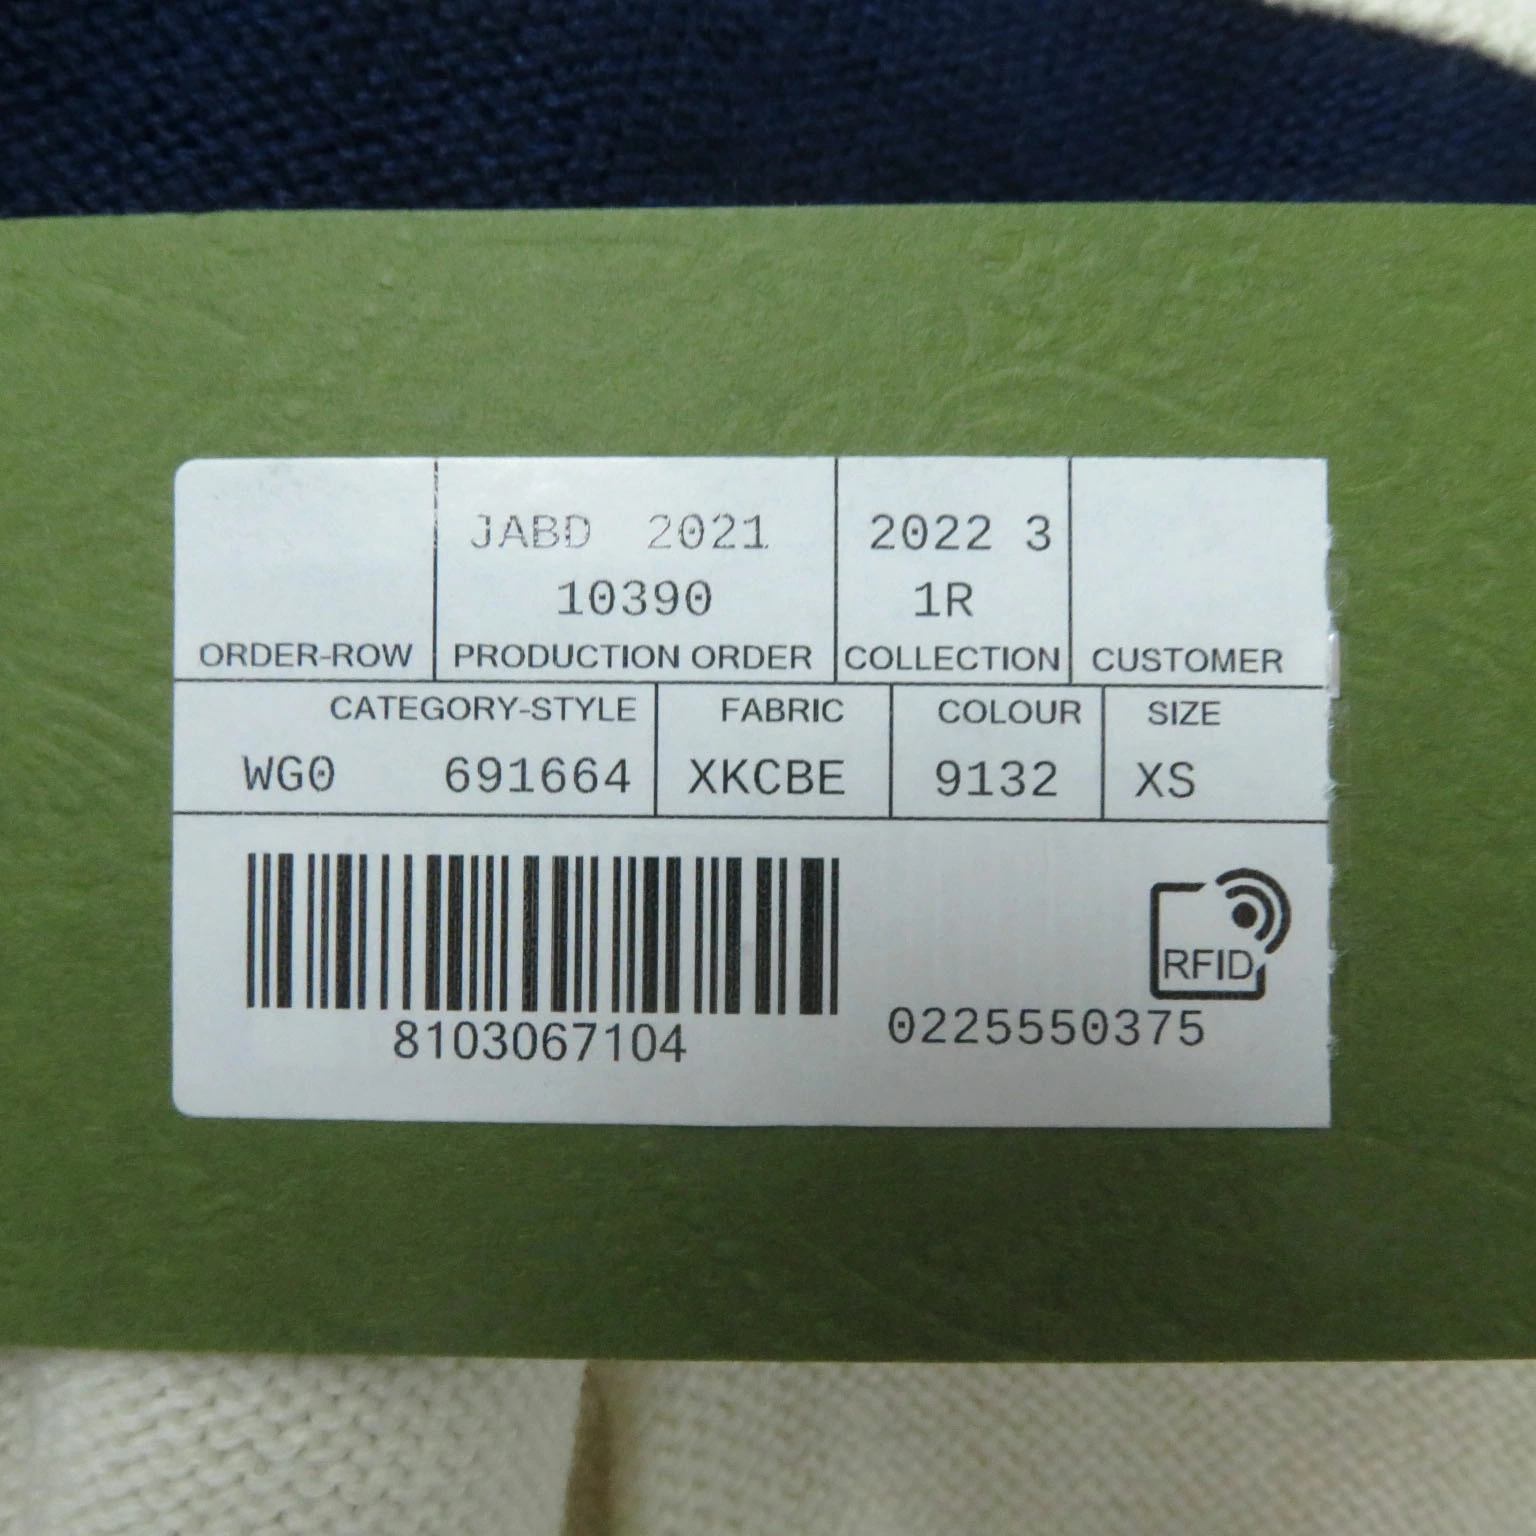 JABD 2021 2022 3
10390 1R
ORDER-ROW PRODUCTION ORDER COLLECTION CUSTOMER
CATEGORY-STYLE FABRIC COLOUR SIZE
WG0 691664 XKCBE 9132 XS
RFID
8103067104 0225550375